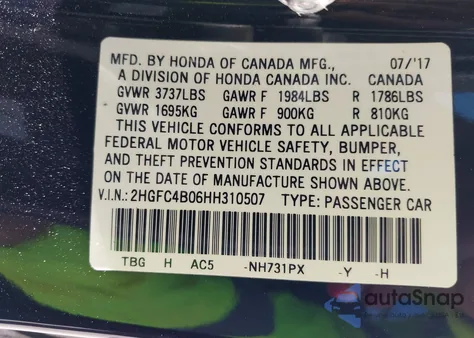 MFD. BY HONDA OF CANADA MFG., 07/'17
A DIVISION OF HONDA CANADA INC. CANADA
GVWR 3737LBS GAWR F 1984LBS R 1786LBS
GVWR 1695KG GAWR F 900KG R 810KG
THIS VEHICLE CONFORMS TO ALL APPLICABLE
FEDERAL MOTOR VEHICLE SAFETY, BUMPER,
AND THEFT PREVENTION STANDARDS IN EFFECT
ON THE DATE OF MANUFACTURE SHOWN ABOVE.
V.I.N.: 2HGFC4B06HH310507 TYPE: PASSENGER CAR
TBG H AC5 -NH731PX -Y -H
autaSnap